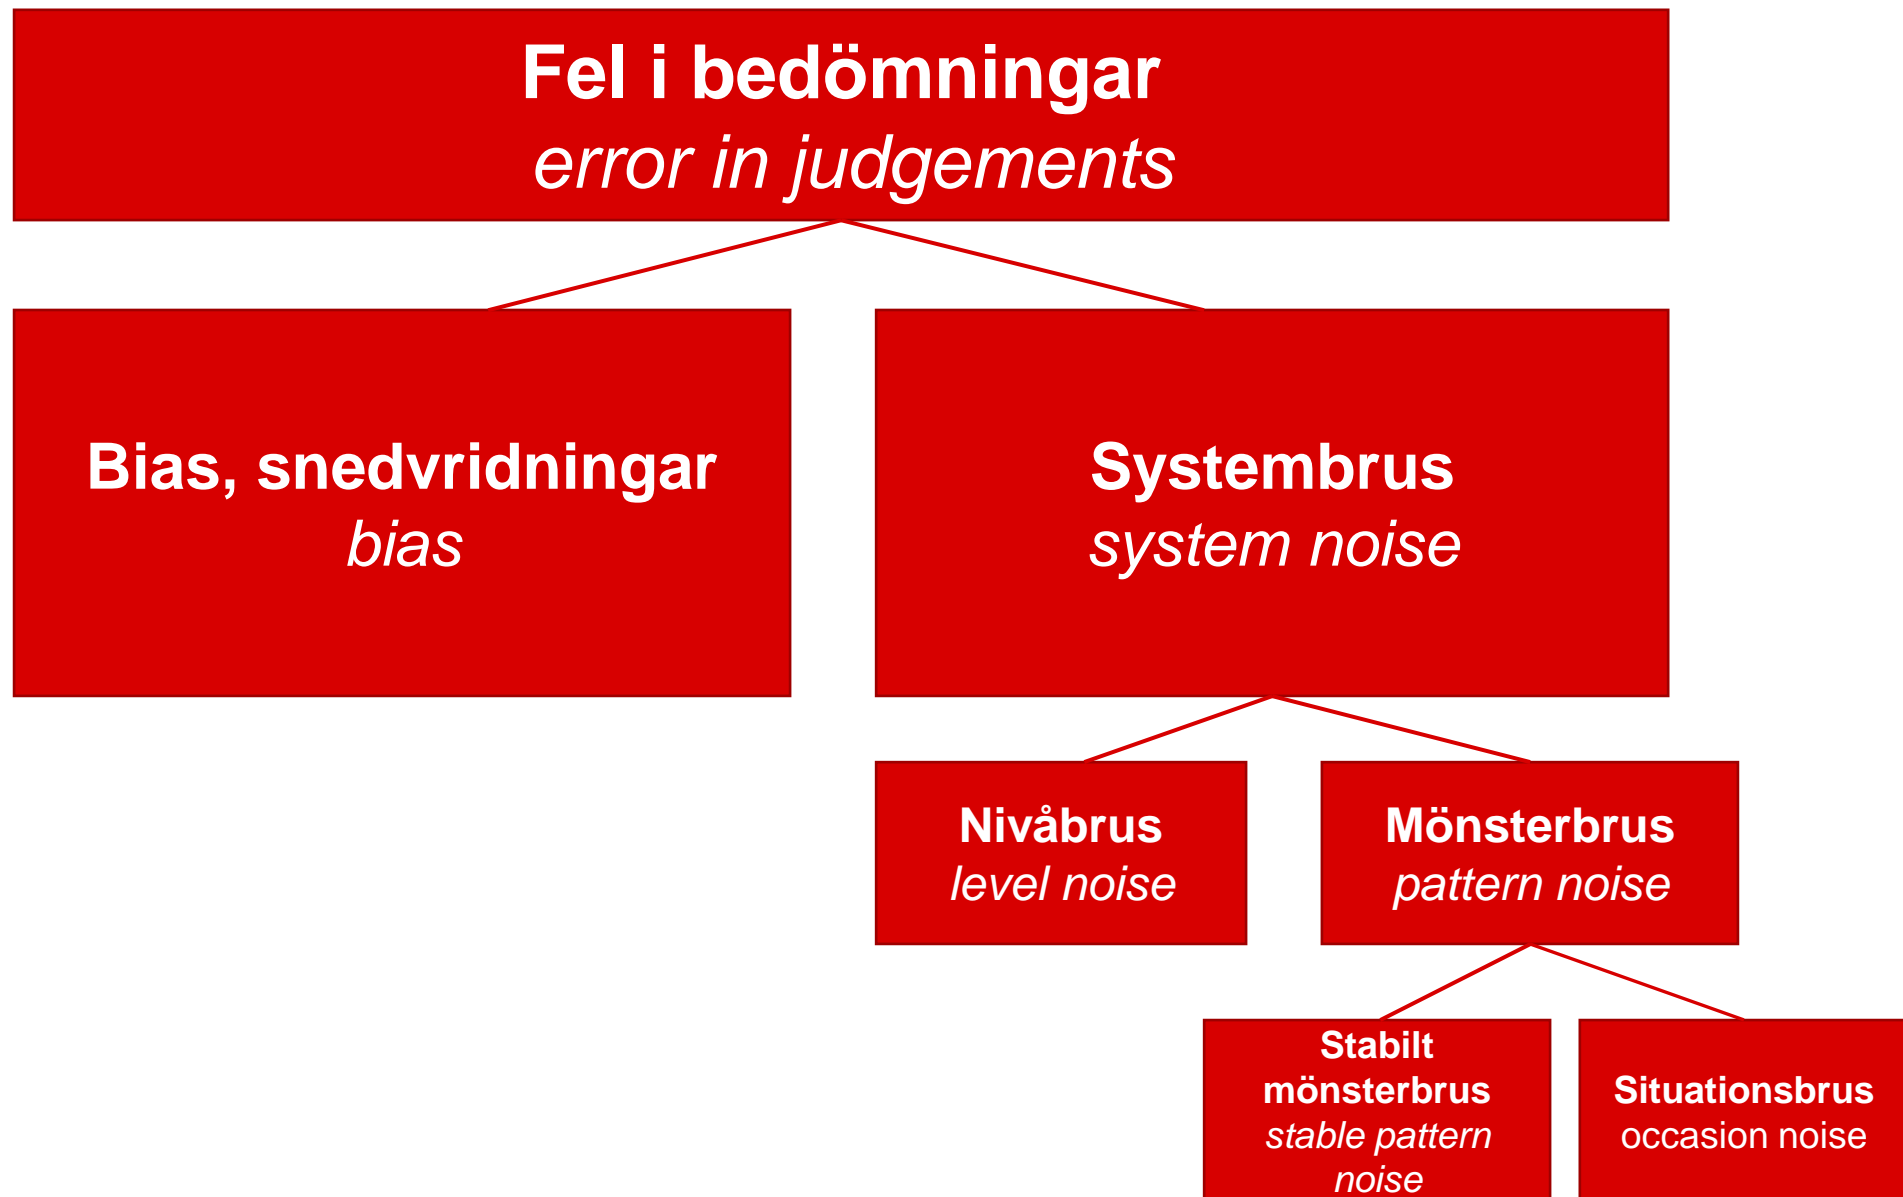 Fel i bedömningar
error in judgements
Bias, snedvridningar
bias
Systembrus
system noise
Nivåbrus
level noise
Mönsterbrus
pattern noise
Stabilt
mönsterbrus
stable pattern
noise
Situationsbrus
occasion noise